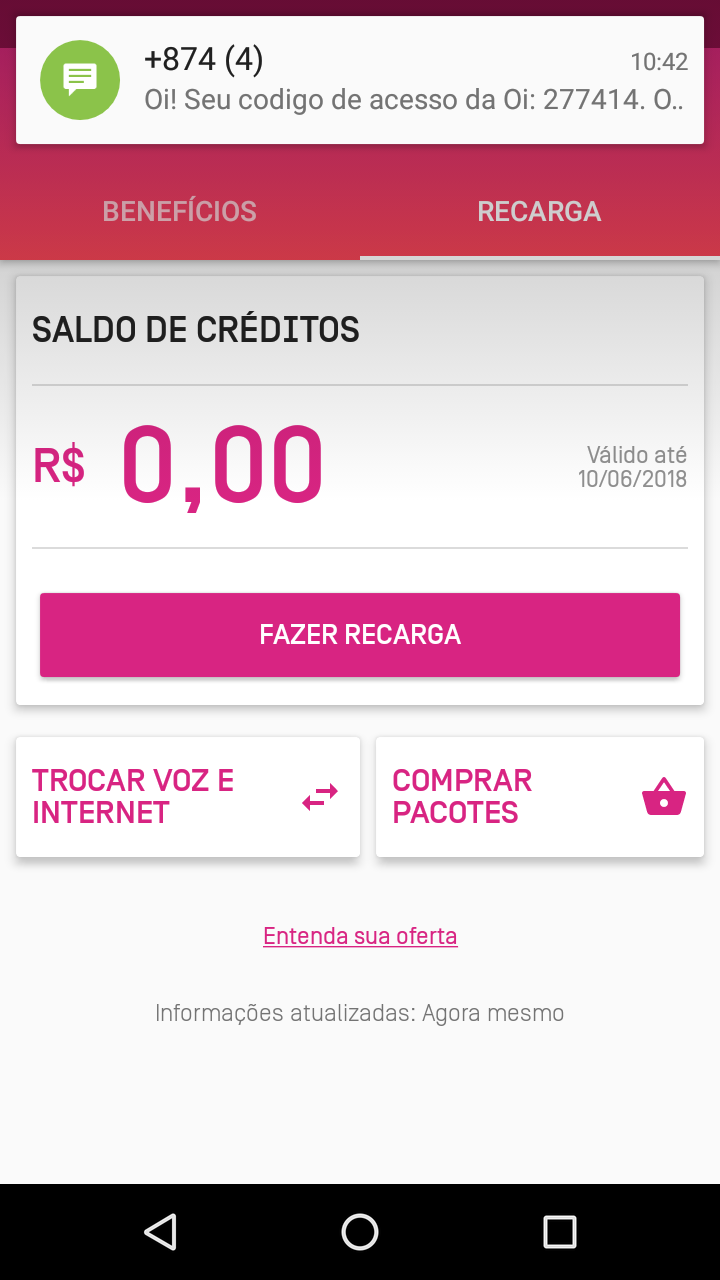 +874 (4)
10:42
Oi! Seu codigo de acesso da Oi: 277414. O..
BENEFÍCIOS
RECARGA
SALDO DE CRÉDITOS
R$ 0,00
Válido até
10/06/2018
FAZER RECARGA
TROCAR VOZ E
INTERNET
COMPRAR
PACOTES
Entenda sua oferta
Informações atualizadas: Agora mesmo